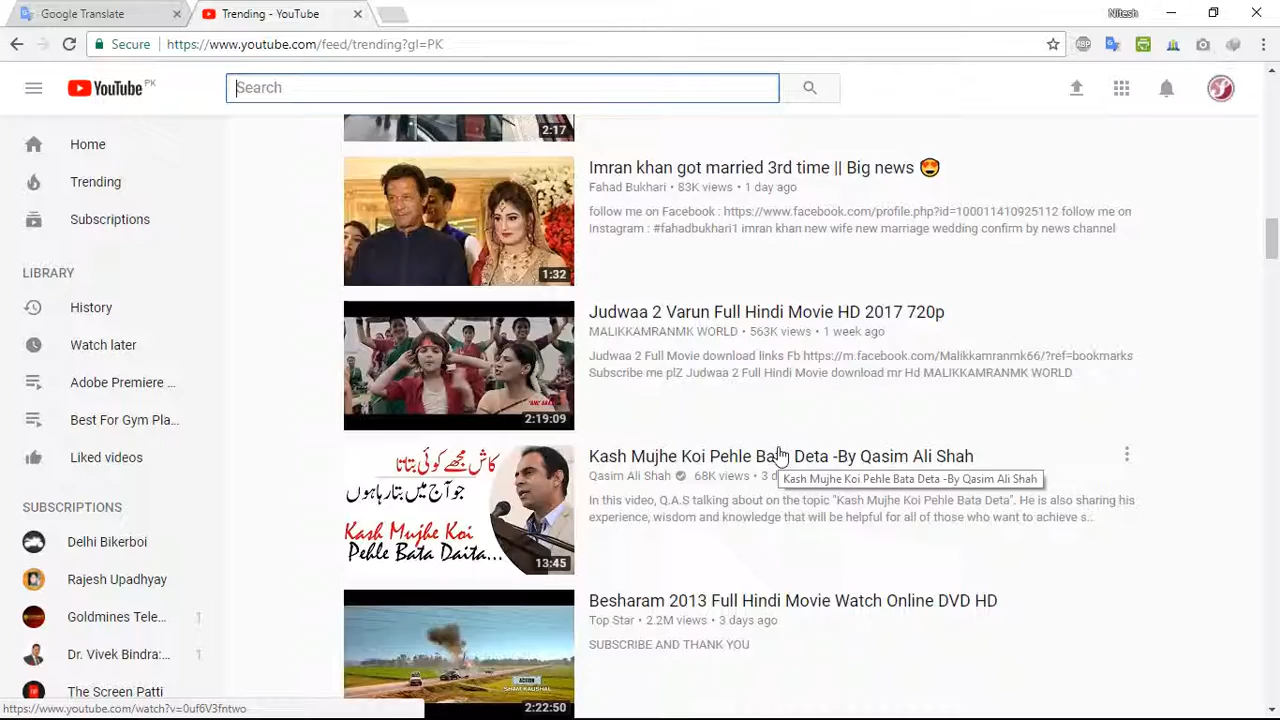 Google Translate
Trending - YouTube
Nitesh
Secure
https://www.youtube.com/feed/trending?gl=PK
ABP
YouTube PK
Search
Home
Trending
Subscriptions
LIBRARY
History
Watch later
Adobe Premiere ...
Best For Gym Pla...
Liked videos
SUBSCRIPTIONS
Delhi Bikerboi
Rajesh Upadhyay
Goldmines Tele... 1
Dr. Vivek Bindra:... 1
The Screen Patti
2:17
Imran khan got married 3rd time || Big news 😍
Fahad Bukhari • 83K views • 1 day ago
follow me on Facebook : https://www.facebook.com/profile.php?id=100011410925112 follow me on
Instagram : #fahadbukhari1 imran khan new wife new marriage wedding confirm by news channel
1:32
Judwaa 2 Varun Full Hindi Movie HD 2017 720p
MALIKKAMRANMK WORLD • 563K views • 1 week ago
Judwaa 2 Full Movie download links Fb https://m.facebook.com/Malikkamranmk66/?ref=bookmarks
Subscribe me plZ Judwaa 2 Full Hindi Movie download mr Hd MALIKKAMRANMK WORLD
2:19:09
کاش مجھے کوئی بتاتا
جو آج میں بتا رہا ہوں
Kash Mujhe Koi
Pehle Bata Daita...
13:45
Kash Mujhe Koi Pehle Bata Deta -By Qasim Ali Shah
Qasim Ali Shah 68K views • 3 d
Kash Mujhe Koi Pehle Bata Deta -By Qasim Ali Shah
In this video, Q.A.S talking about on the topic "Kash Mujhe Koi Pehle Bata Deta". He is also sharing his
experience, wisdom and knowledge that will be helpful for all of those who want to achieve s..
Besharam 2013 Full Hindi Movie Watch Online DVD HD
Top Star • 2.2M views • 3 days ago
SUBSCRIBE AND THANK YOU
ACTION
SHAM KAUSHAL
2:22:50
https://www.youtube.com/watch?v=0uf6V3fntwo